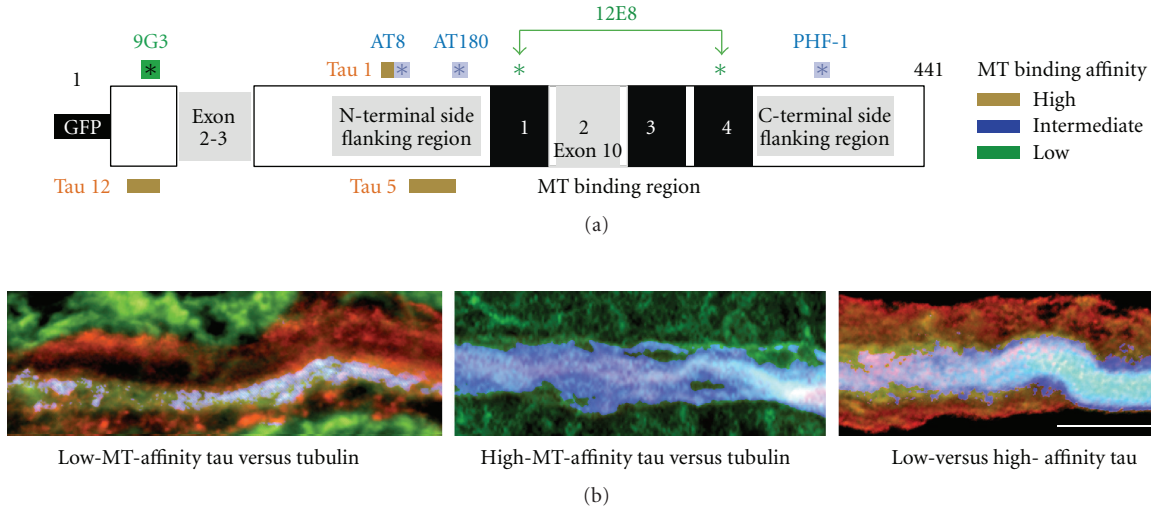 12E8
9G3
AT8
AT180
PHF-1
1
Tau 1
*
*
*
*
*
*
441
MT binding affinity
High
Intermediate
Low
GFP
Exon
2-3
N-terminal side
flanking region
1
2
Exon 10
3
4
C-terminal side
flanking region
Tau 12
Tau 5
MT binding region
(a)
Low-MT-affinity tau versus tubulin
High-MT-affinity tau versus tubulin
Low-versus high- affinity tau
(b)